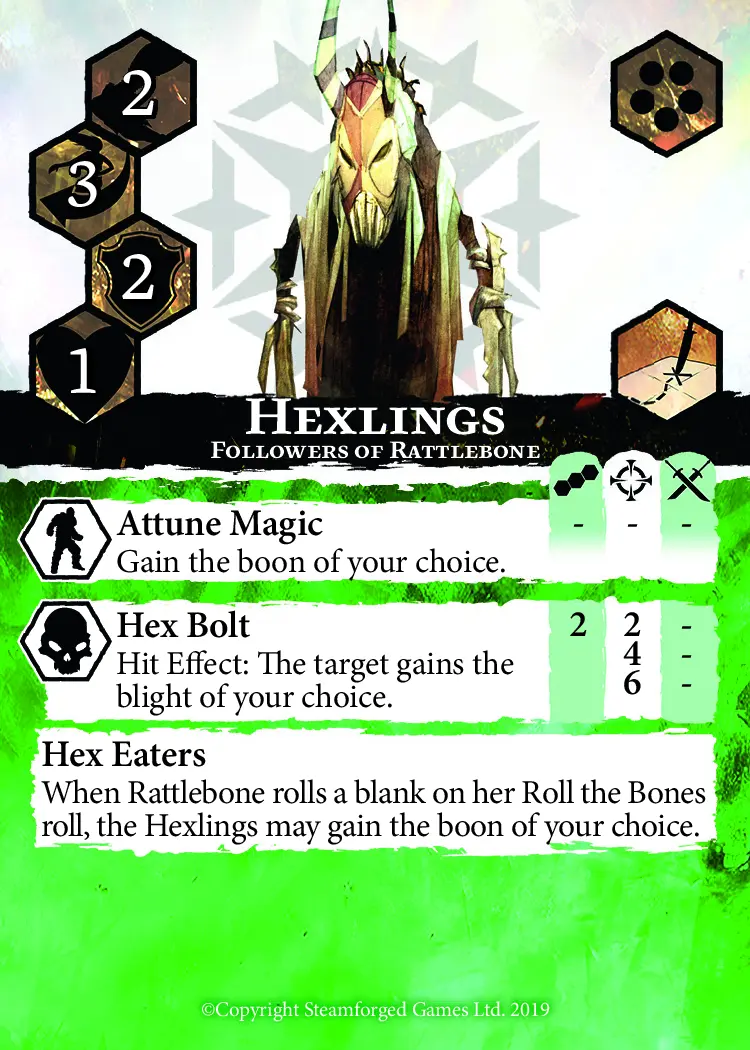 2
3
2
1
Hexlings
Followers of Rattlebone
Attune Magic - - -
Gain the boon of your choice.
Hex Bolt 2 2 -
Hit Effect: The target gains the 4 -
blight of your choice. 6 -
Hex Eaters
When Rattlebone rolls a blank on her Roll the Bones
roll, the Hexlings may gain the boon of your choice.
©Copyright Steamforged Games Ltd. 2019